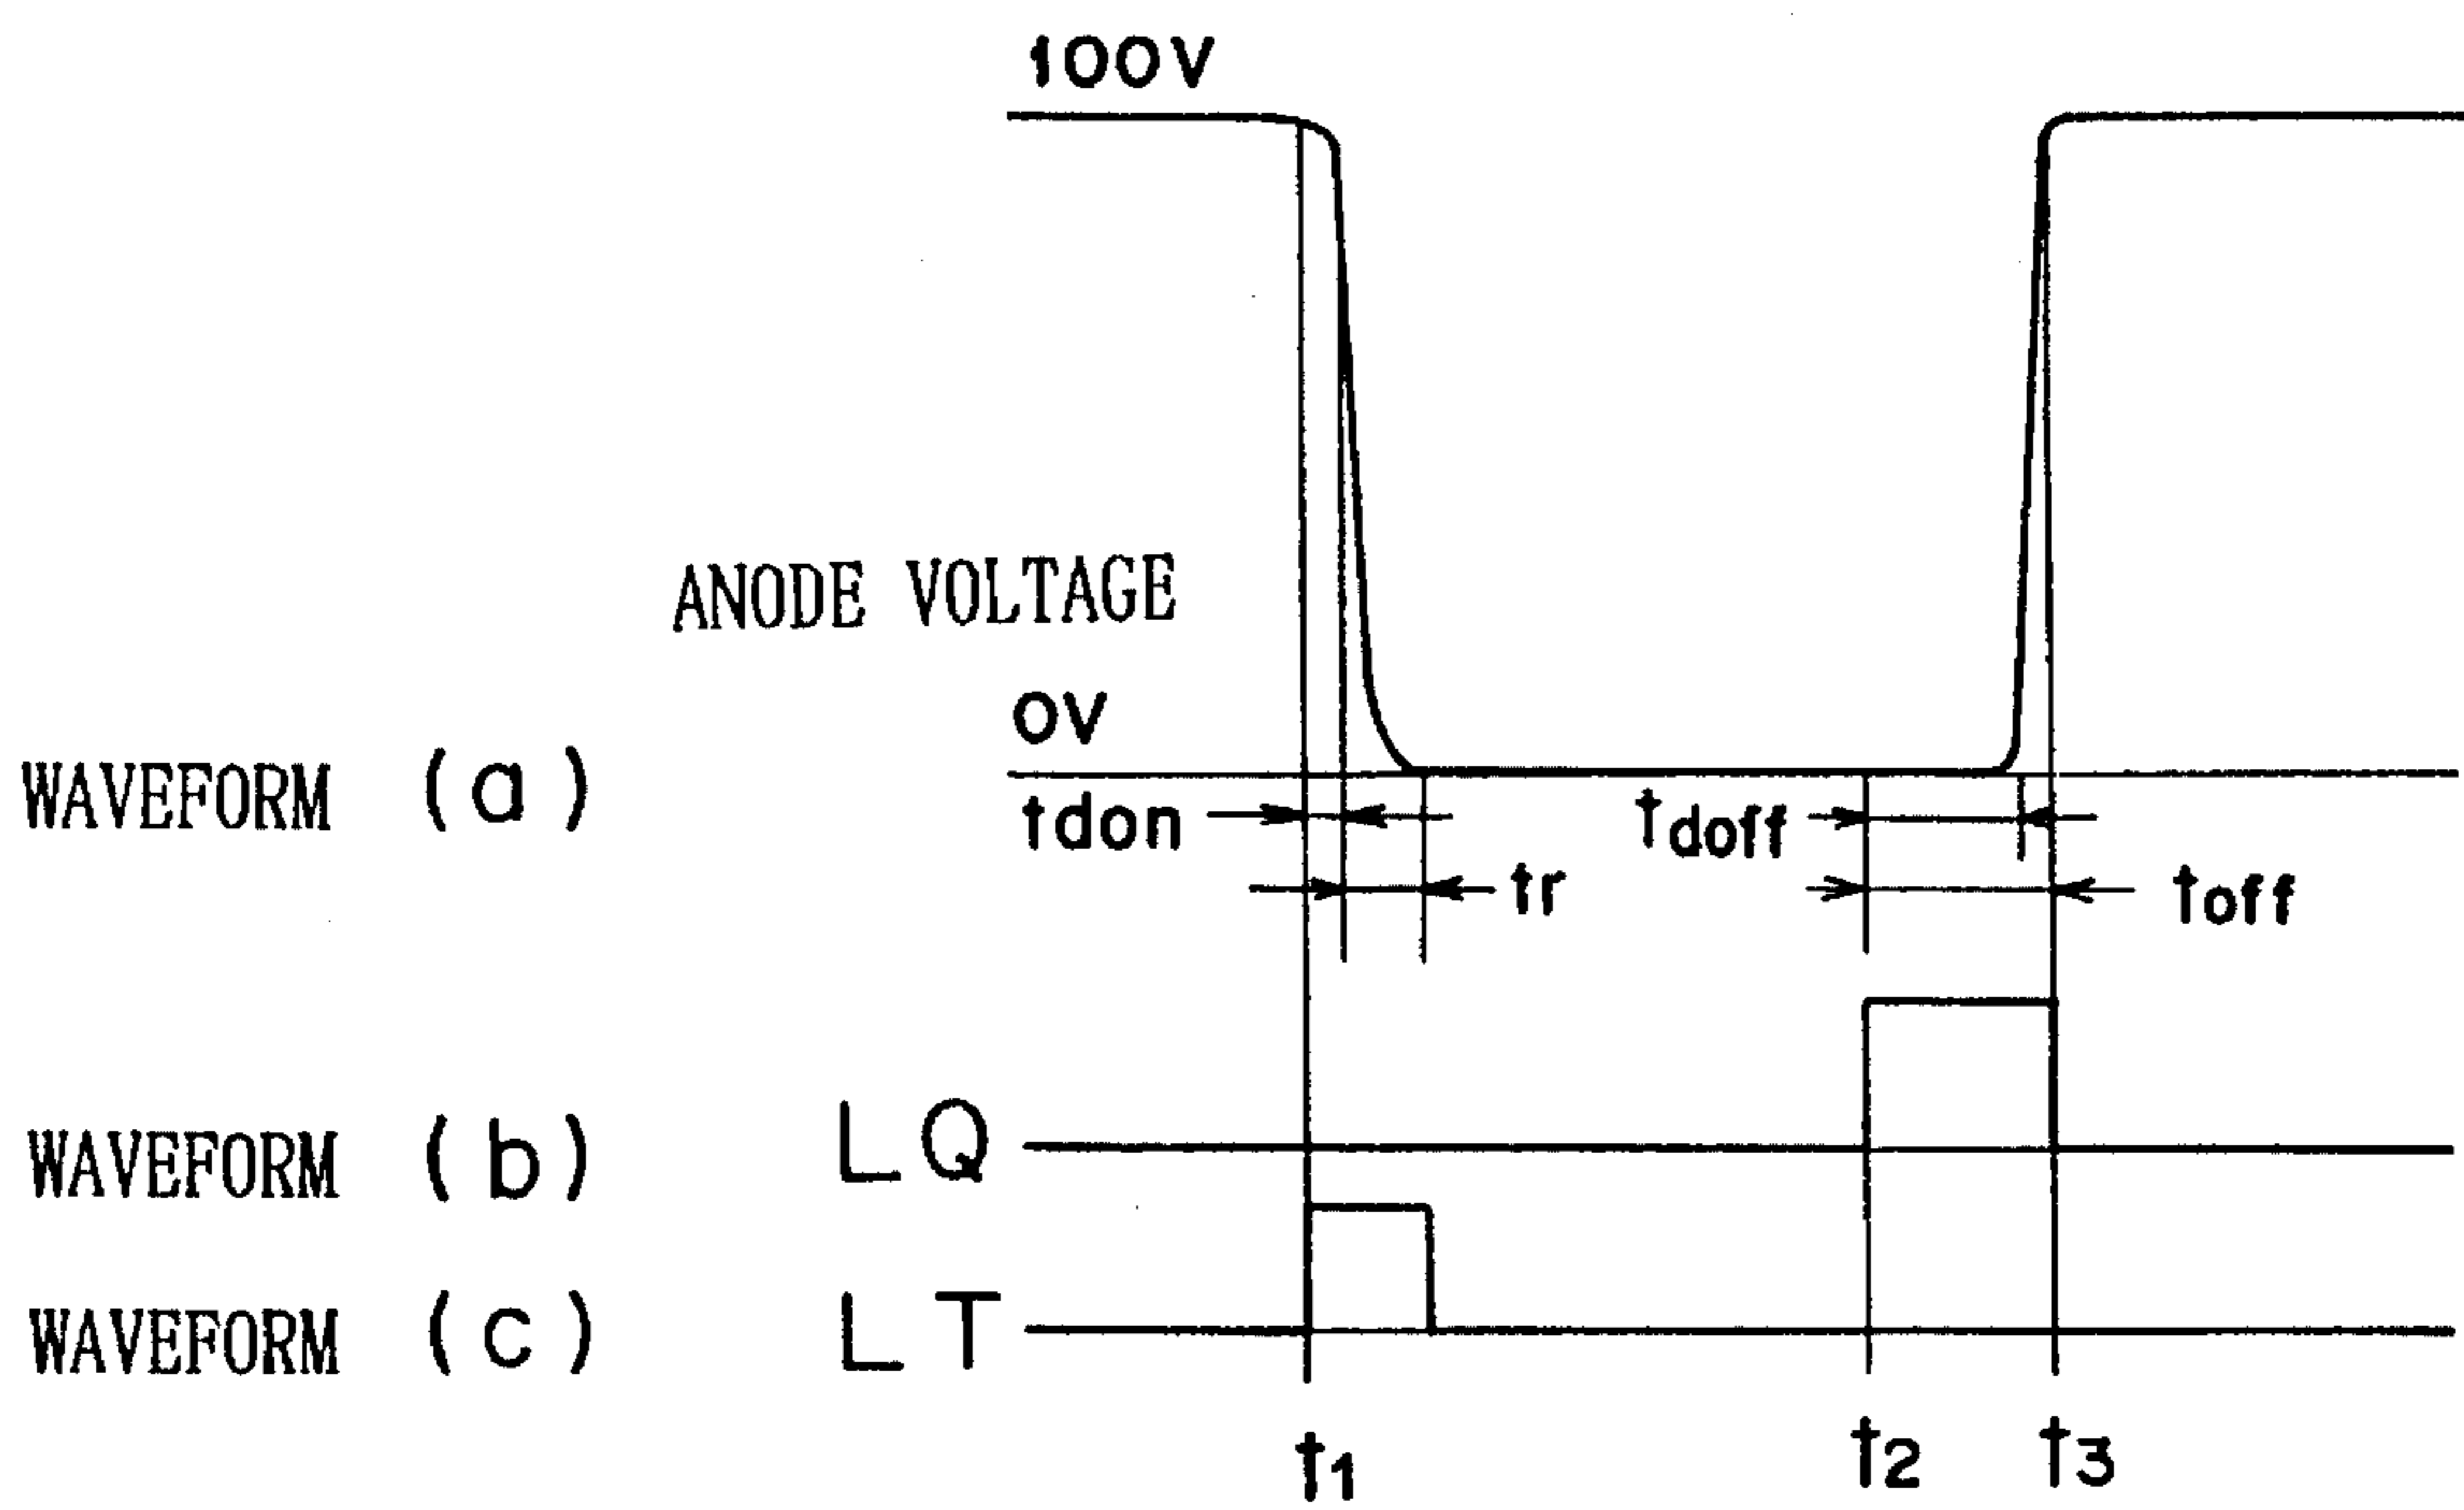 100V
ANODE VOLTAGE
0V
WAVEFORM (a)
tdon
tdoff
tr
toff
WAVEFORM (b) LQ
WAVEFORM (c) LT
t1 t2 t3